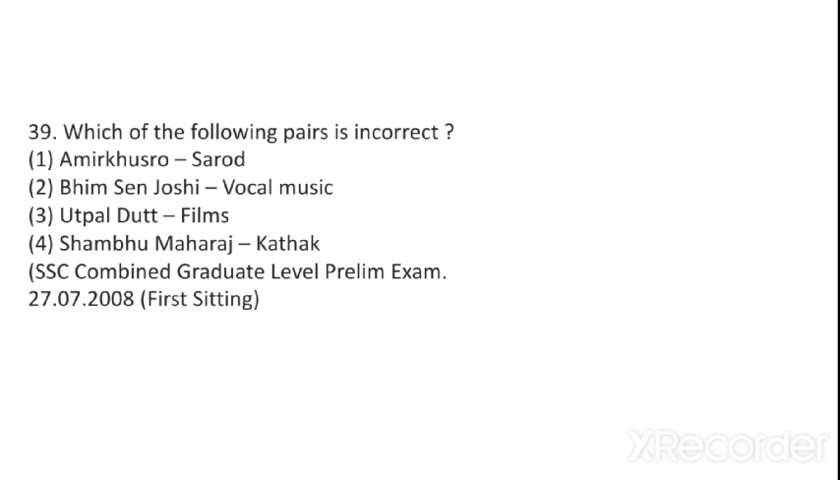 39. Which of the following pairs is incorrect ?
(1) Amirkhusro – Sarod
(2) Bhim Sen Joshi – Vocal music
(3) Utpal Dutt – Films
(4) Shambhu Maharaj – Kathak
(SSC Combined Graduate Level Prelim Exam.
27.07.2008 (First Sitting)
XRecorder